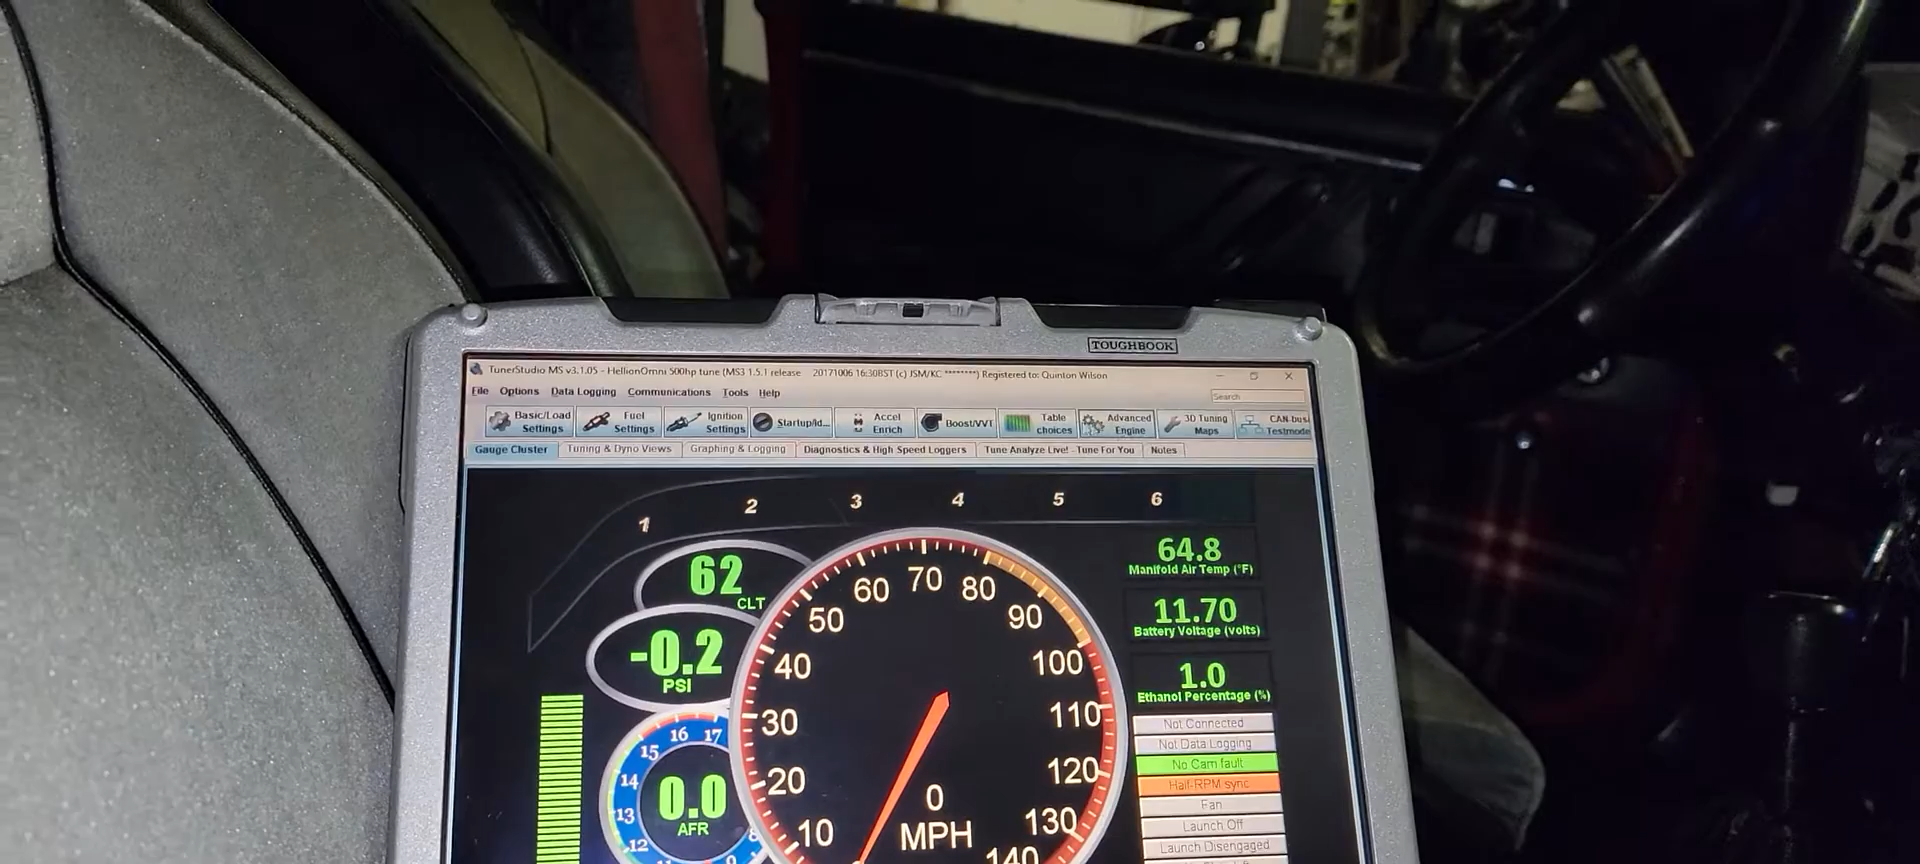 TOUGHBOOK
TunerStudio MS v3.1.05 - HellionOmni 500hp tune (MS3 1.5.1 release 20171006 16:30BST (c) JSM/KC ********) Registered to: Quinton Wilson
File Options Data Logging Communications Tools Help
Search
Basic/Load Settings
Fuel Settings
Ignition Settings
Startup/Id...
Accel Enrich
Boost/VVT
Table choices
Advanced Engine
3D Tuning Maps
CAN-bus Testmode
Gauge Cluster
Tuning & Dyno Views
Graphing & Logging
Diagnostics & High Speed Loggers
Tune Analyze Live! - Tune For You
Notes
1 2 3 4 5 6
62
CLT
-0.2
PSI
12 13 14 15 16 17
0.0
AFR
10 20 30 40 50 60 70 80 90 100 110 120 130 140
0
MPH
64.8
Manifold Air Temp (°F)
11.70
Battery Voltage (volts)
1.0
Ethanol Percentage (%)
Not Connected
Not Data Logging
No Cam fault
Half-RPM sync
Fan
Launch Off
Launch Disengaged